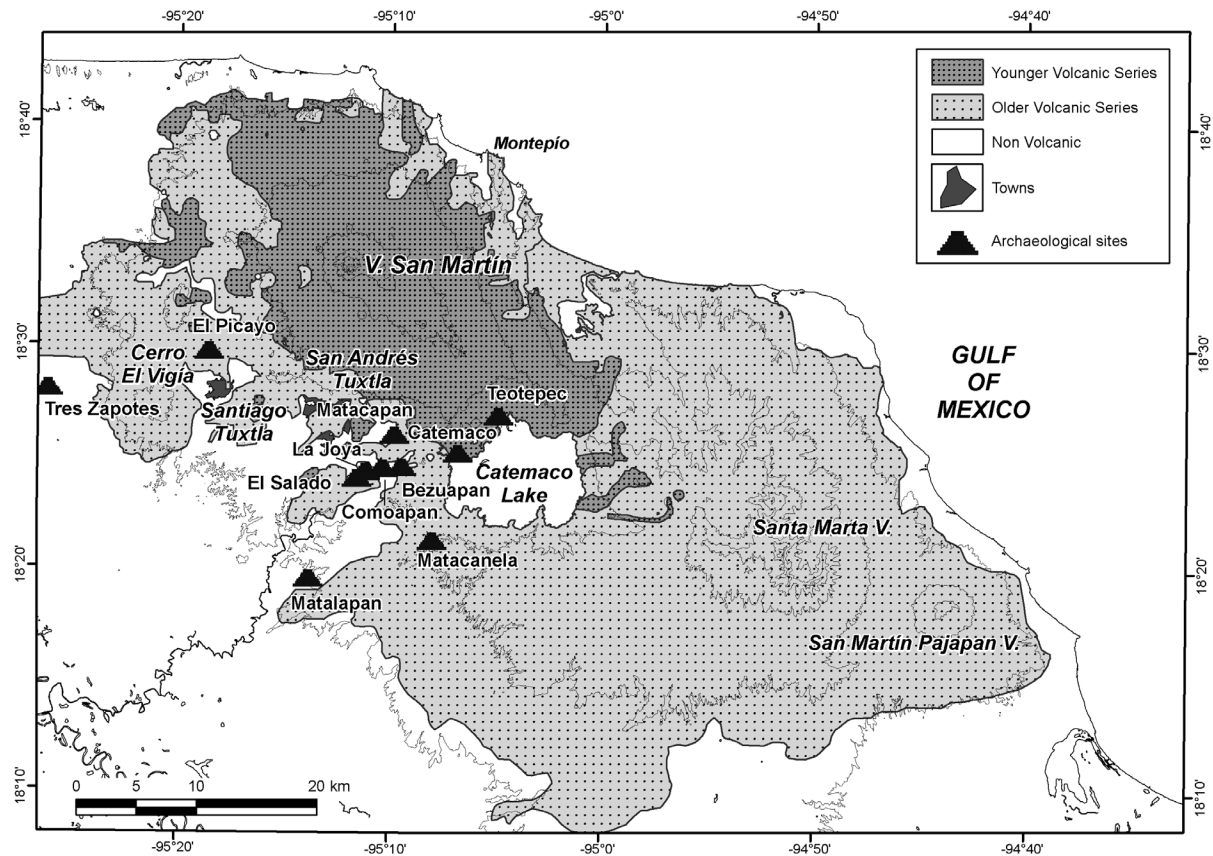 -95°20'
-95°10'
-95°0'
-94°50'
-94°40'
Younger Volcanic Series
Older Volcanic Series
Non Volcanic
Towns
Archaeological sites
18°40'
18°40'
Montepío
V. San Martín
18°30'
18°30'
El Picayo
Cerro
El Vigía
San Andrés
Tuxtla
GULF
OF
MEXICO
Tres Zapotes
Santiago
Tuxtla
Matacapan
Teotepec
Catemaco
La Joya
El Salado
Bezuapan
Catemaco
Lake
Comoapan
Santa Marta V.
Matacanela
18°20'
18°20'
Matalapan
San Martín Pajapan V.
18°10'
18°10'
0 5 10 20 km
-95°20'
-95°10'
-95°0'
-94°50'
-94°40'